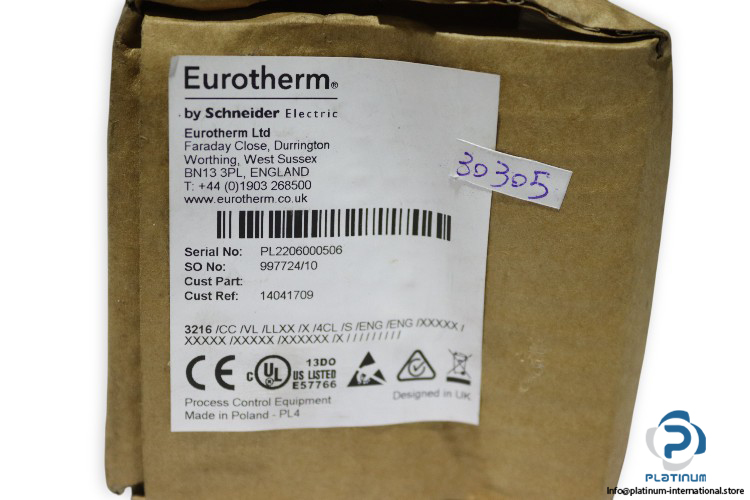 Eurotherm®
by Schneider Electric
Eurotherm Ltd
Faraday Close, Durrington
Worthing, West Sussex
BN13 3PL, ENGLAND
T: +44 (0)1903 268500
www.eurotherm.co.uk
30305
Serial No: PL2206000506
SO No: 997724/10
Cust Part:
Cust Ref: 14041709
3216 /CC /VL /LLXX /X /4CL /S /ENG /ENG /XXXXX /
XXXXX /XXXXX /XXXXXX /X / / / / / / / / /
CE
C UL US LISTED
13DO
E57766
Process Control Equipment
Made in Poland - PL4
Designed in UK
PLATINUM
INTERNATIONAL
Info@platinum-international.store